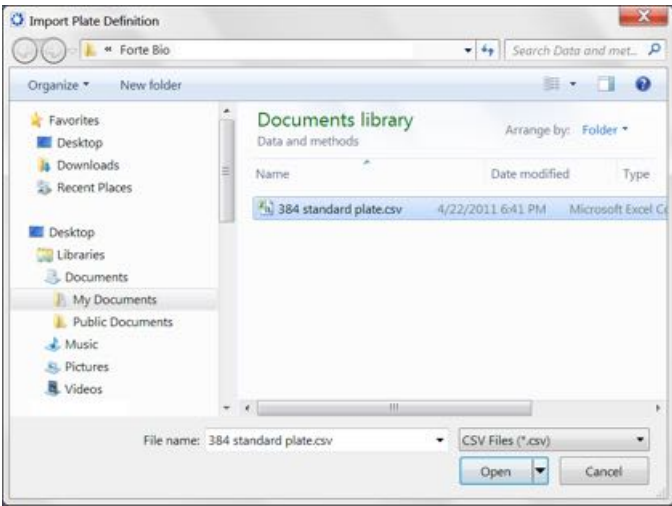 Import Plate Definition
« Forte Bio
Search Data and met...
Organize
New folder
Favorites
Desktop
Downloads
Recent Places
Desktop
Libraries
Documents
My Documents
Public Documents
Music
Pictures
Videos
Documents library
Data and methods
Arrange by: Folder
Name Date modified Type
384 standard plate.csv 4/22/2011 6:41 PM Microsoft Excel Co
File name: 384 standard plate.csv CSV Files (*.csv)
Open Cancel